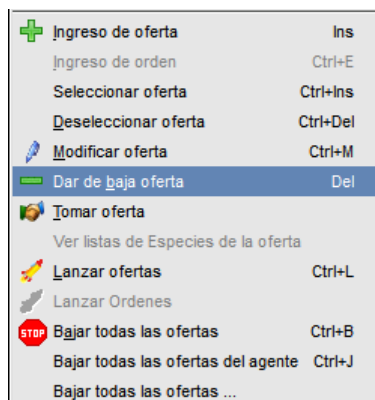 Ingreso de oferta Ins
Ingreso de orden Ctrl+E
Seleccionar oferta Ctrl+Ins
Deseleccionar oferta Ctrl+Del
Modificar oferta Ctrl+M
Dar de baja oferta Del
Tomar oferta
Ver listas de Especies de la oferta
Lanzar ofertas Ctrl+L
Lanzar Ordenes
STOP Bajar todas las ofertas Ctrl+B
Bajar todas las ofertas del agente Ctrl+J
Bajar todas las ofertas ...